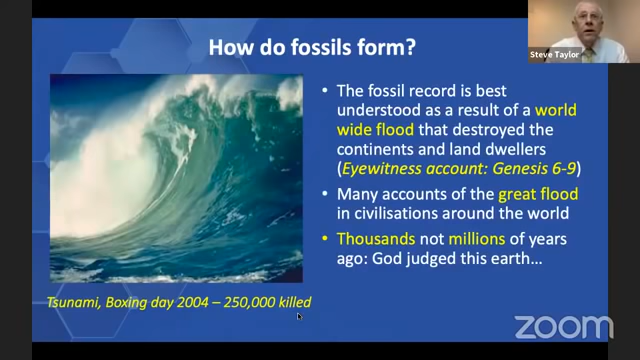 How do fossils form?
Steve Taylor
• The fossil record is best
understood as a result of a world
wide flood that destroyed the
continents and land dwellers
(Eyewitness account: Genesis 6-9)
• Many accounts of the great flood
in civilisations around the world
• Thousands not millions of years
ago: God judged this earth…
Tsunami, Boxing day 2004 – 250,000 killed
zoom